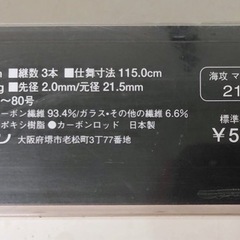 ■継数 3本 ■仕舞寸法 115.0cm
■先径 2.0mm/元径 21.5mm
〜80号
ーボン繊維 93.4%/ガラス・その他の繊維 6.6%
ポキシ樹脂 ●カーボンロッド 日本製
大阪府堺市老松町3丁77番地
海攻 マ
21
標準
¥5